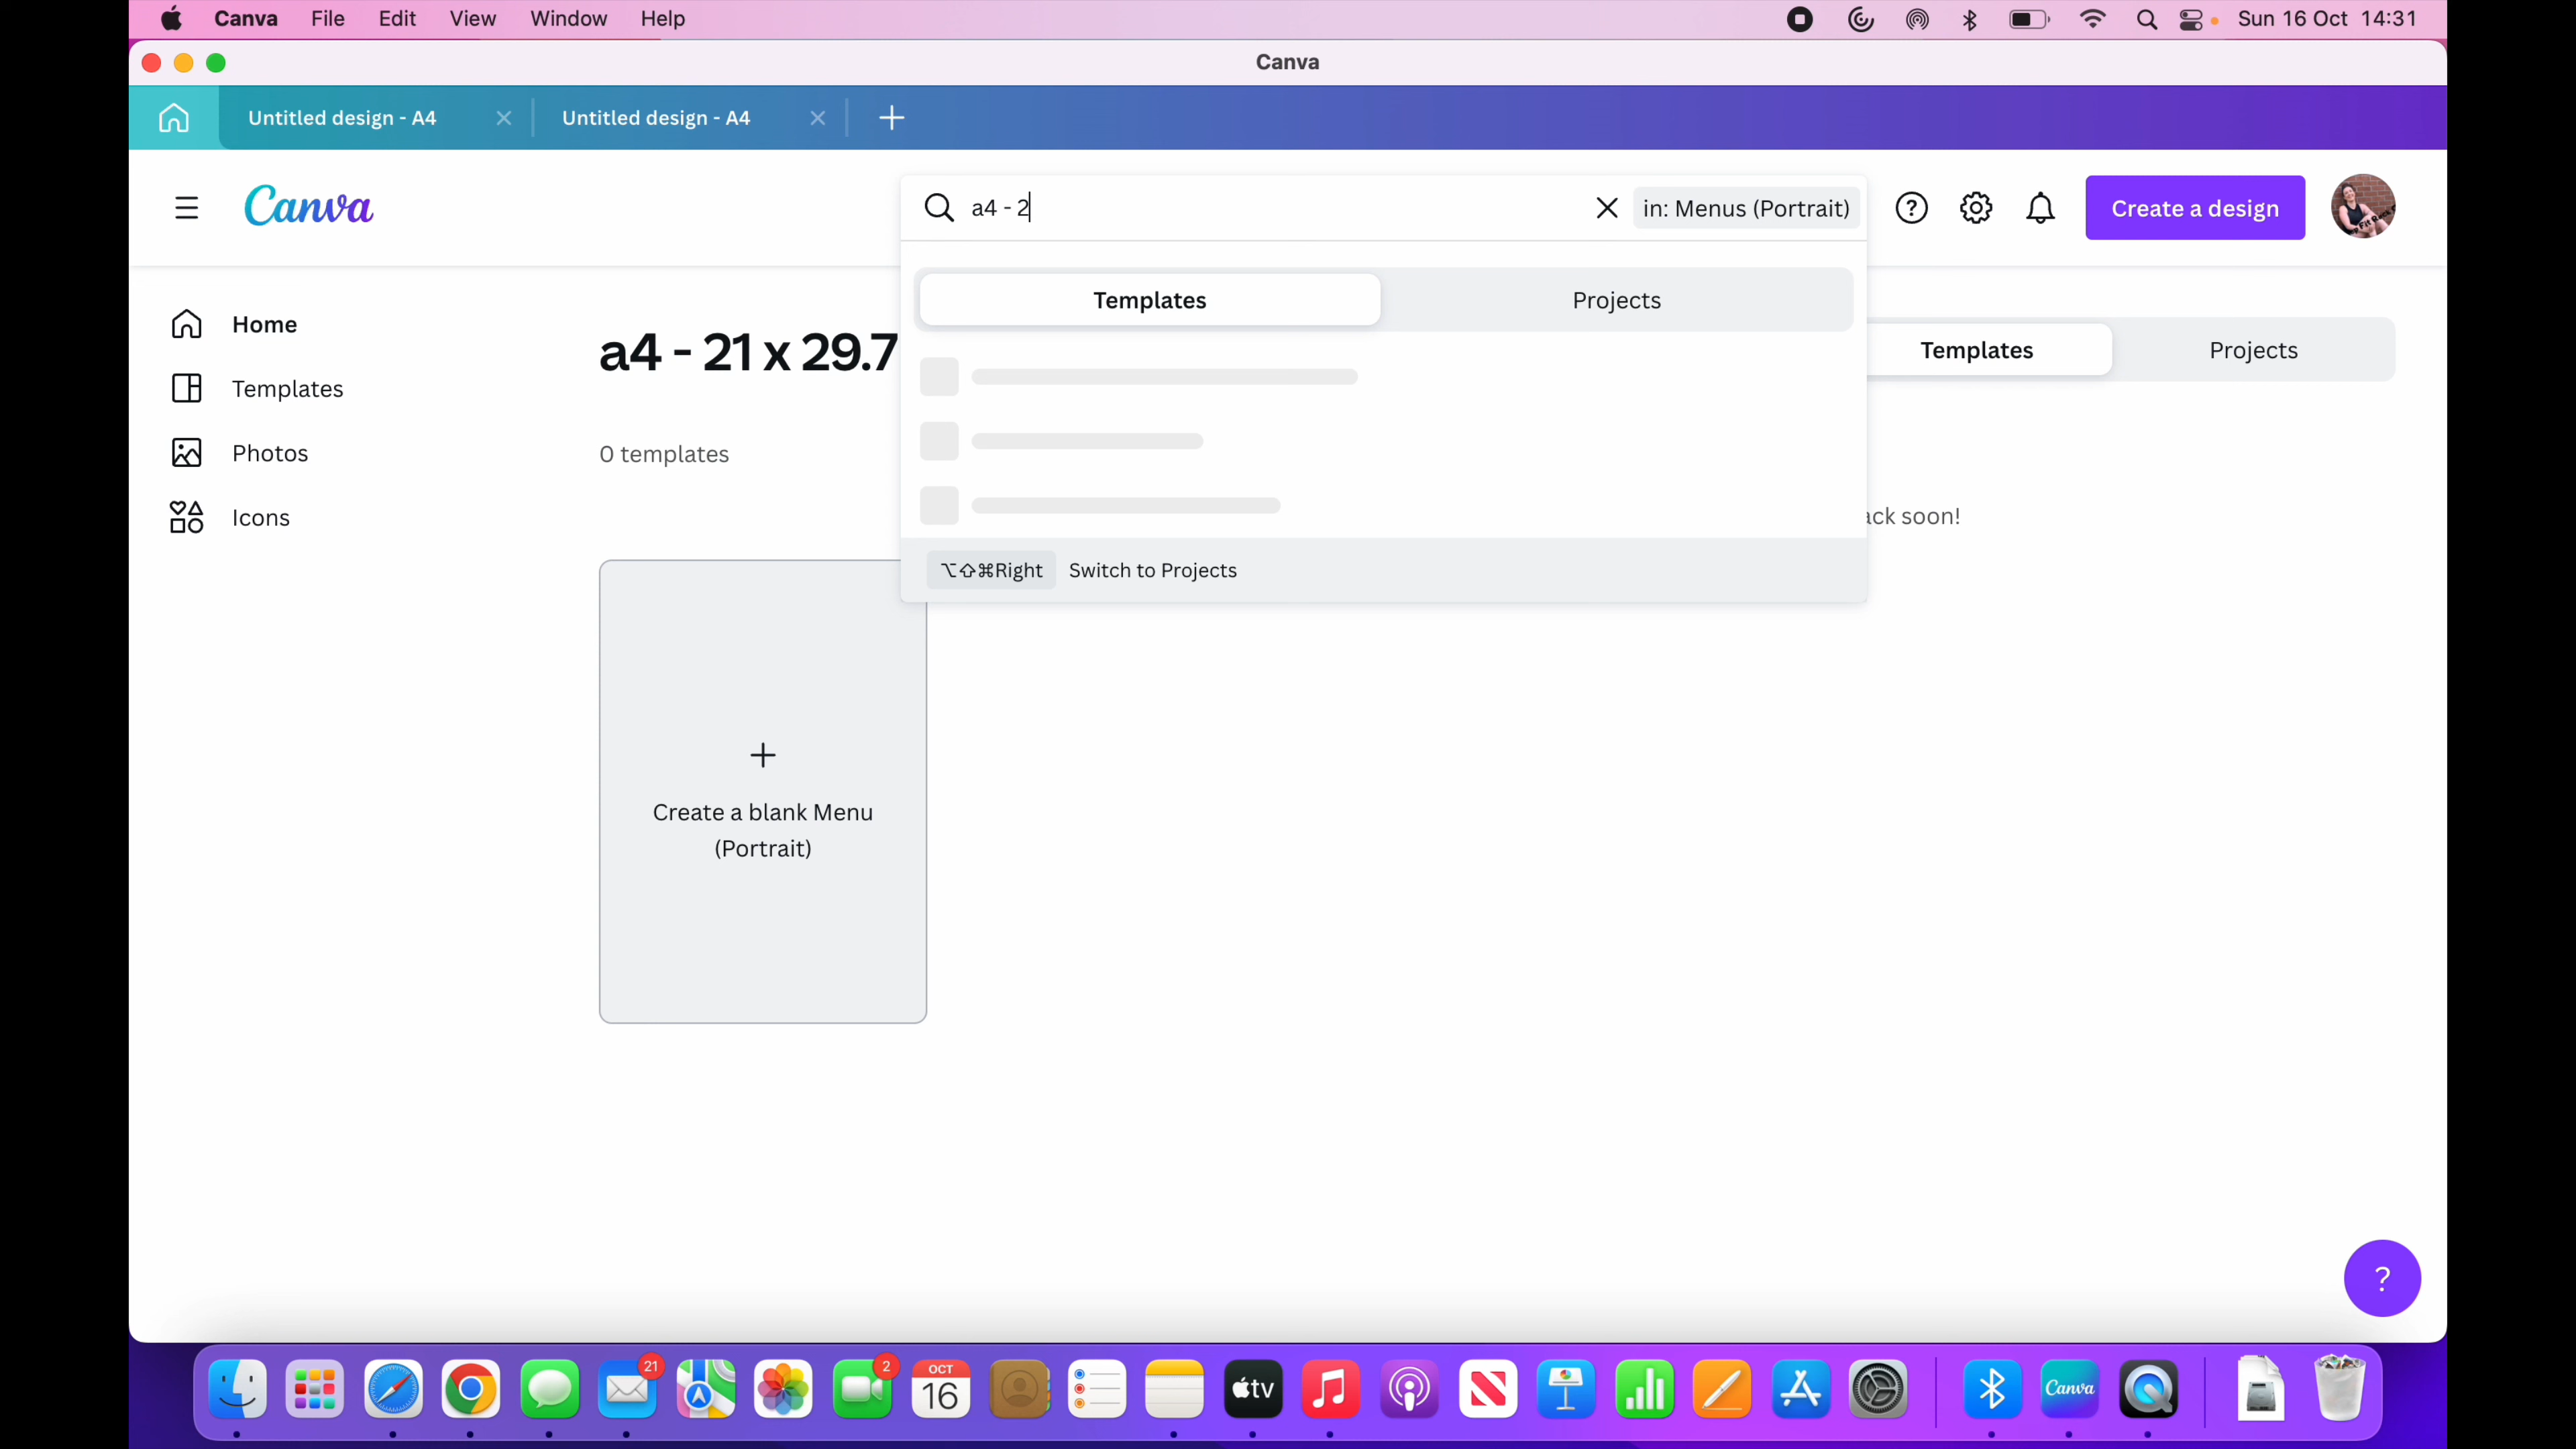 Canva File Edit View Window Help Sun 16 Oct 14:31
Canva
Untitled design - A4 Untitled design - A4
Canva
a4 - 2
in: Menus (Portrait)
Create a design
Home
Templates
Photos
Icons
a4 - 21 x 29.7
0 templates
Templates Projects
Templates Projects
ack soon!
⌥⇧⌘Right Switch to Projects
Create a blank Menu
(Portrait)
?
21
2
OCT
16
tv
Canva